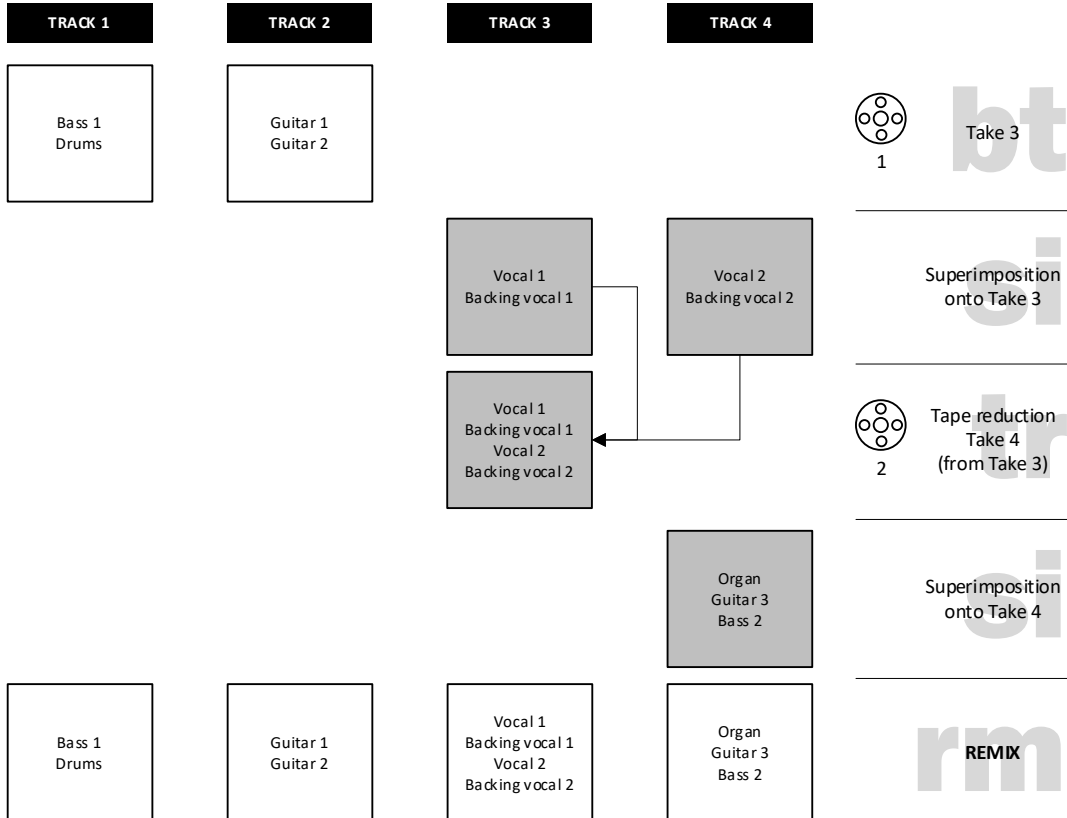 TRACK 1
TRACK 2
TRACK 3
TRACK 4
Bass 1
Drums
Guitar 1
Guitar 2
1
bt
Take 3
Vocal 1
Backing vocal 1
Vocal 2
Backing vocal 2
si
Superimposition
onto Take 3
Vocal 1
Backing vocal 1
Vocal 2
Backing vocal 2
2
tr
Tape reduction
Take 4
(from Take 3)
Organ
Guitar 3
Bass 2
si
Superimposition
onto Take 4
Bass 1
Drums
Guitar 1
Guitar 2
Vocal 1
Backing vocal 1
Vocal 2
Backing vocal 2
Organ
Guitar 3
Bass 2
rm
REMIX